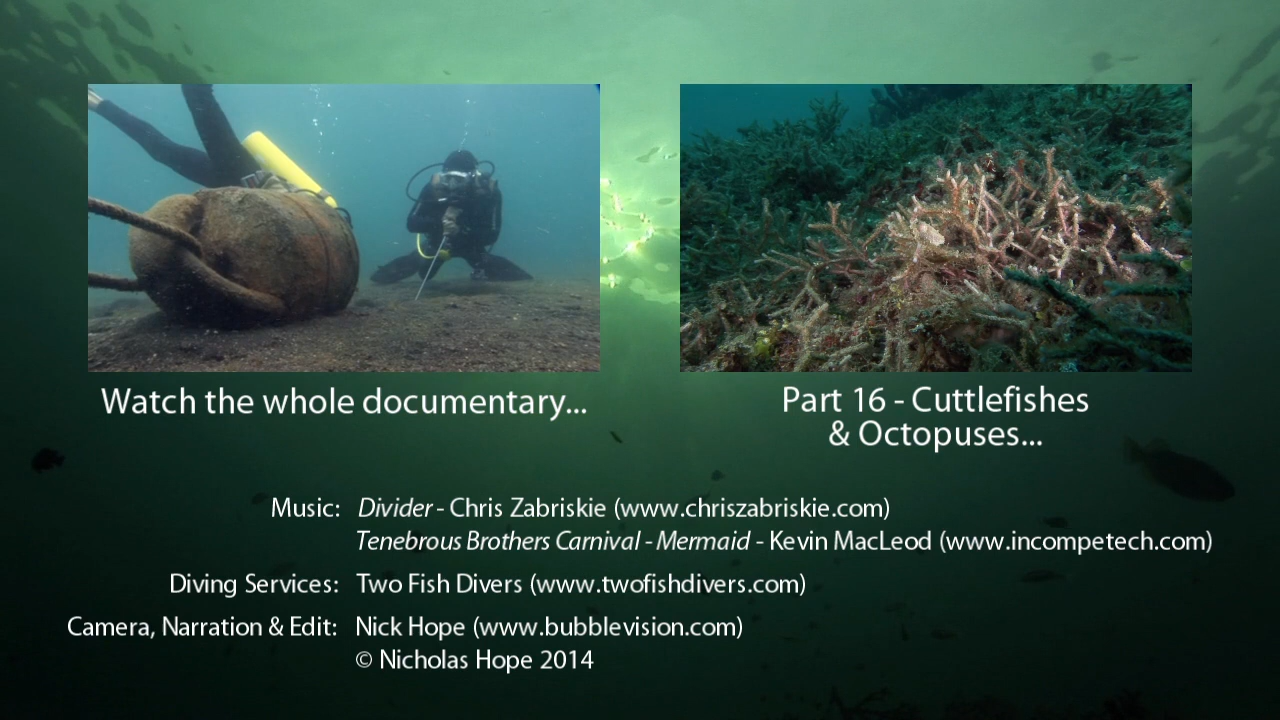 Watch the whole documentary...
Part 16 - Cuttlefishes
& Octopuses...
Music: Divider - Chris Zabriskie (www.chriszabriskie.com)
Tenebrous Brothers Carnival - Mermaid - Kevin MacLeod (www.incompetech.com)
Diving Services: Two Fish Divers (www.twofishdivers.com)
Camera, Narration & Edit: Nick Hope (www.bubblevision.com)
© Nicholas Hope 2014